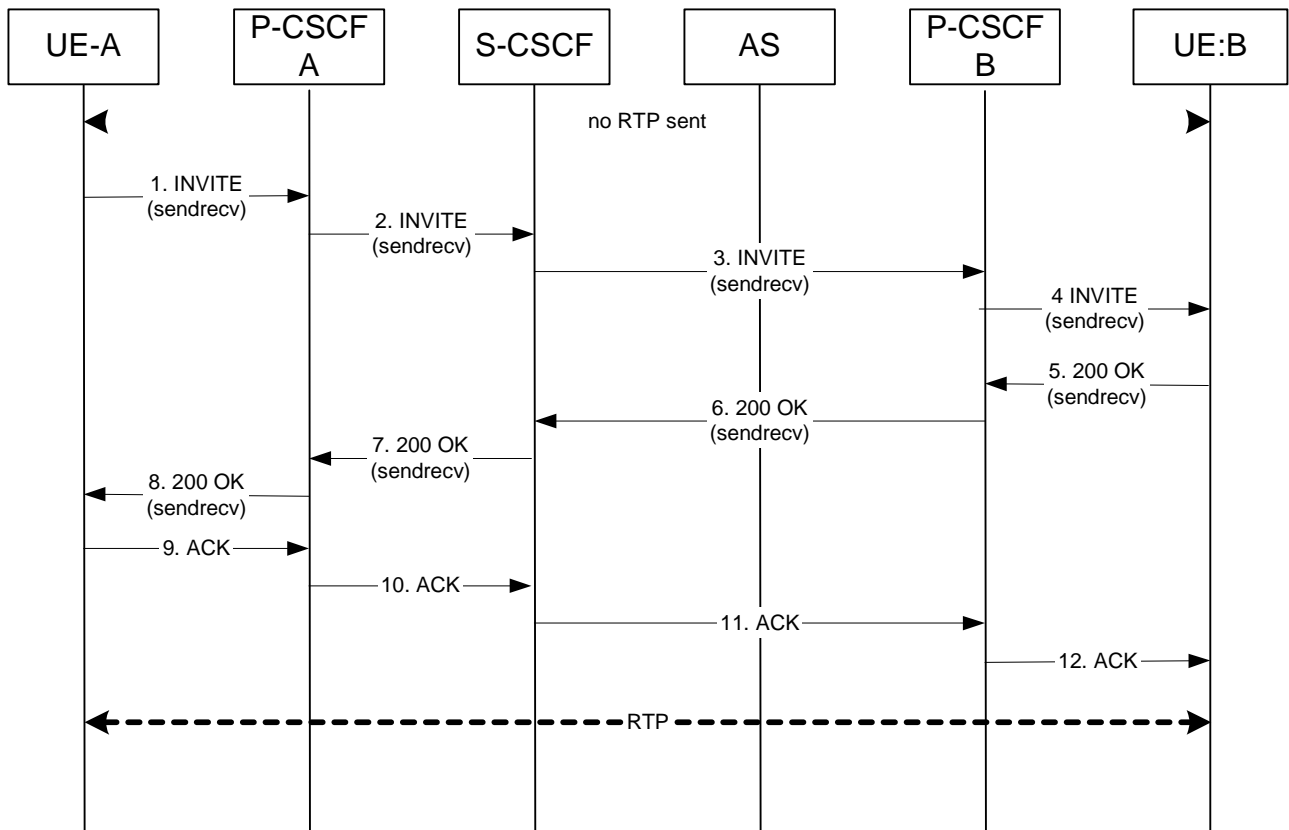 UE-A
P-CSCF
A
S-CSCF
AS
P-CSCF
B
UE:B
no RTP sent
1. INVITE
(sendrecv)
2. INVITE
(sendrecv)
3. INVITE
(sendrecv)
4 INVITE
(sendrecv)
5. 200 OK
(sendrecv)
6. 200 OK
(sendrecv)
7. 200 OK
(sendrecv)
8. 200 OK
(sendrecv)
9. ACK
10. ACK
11. ACK
12. ACK
RTP